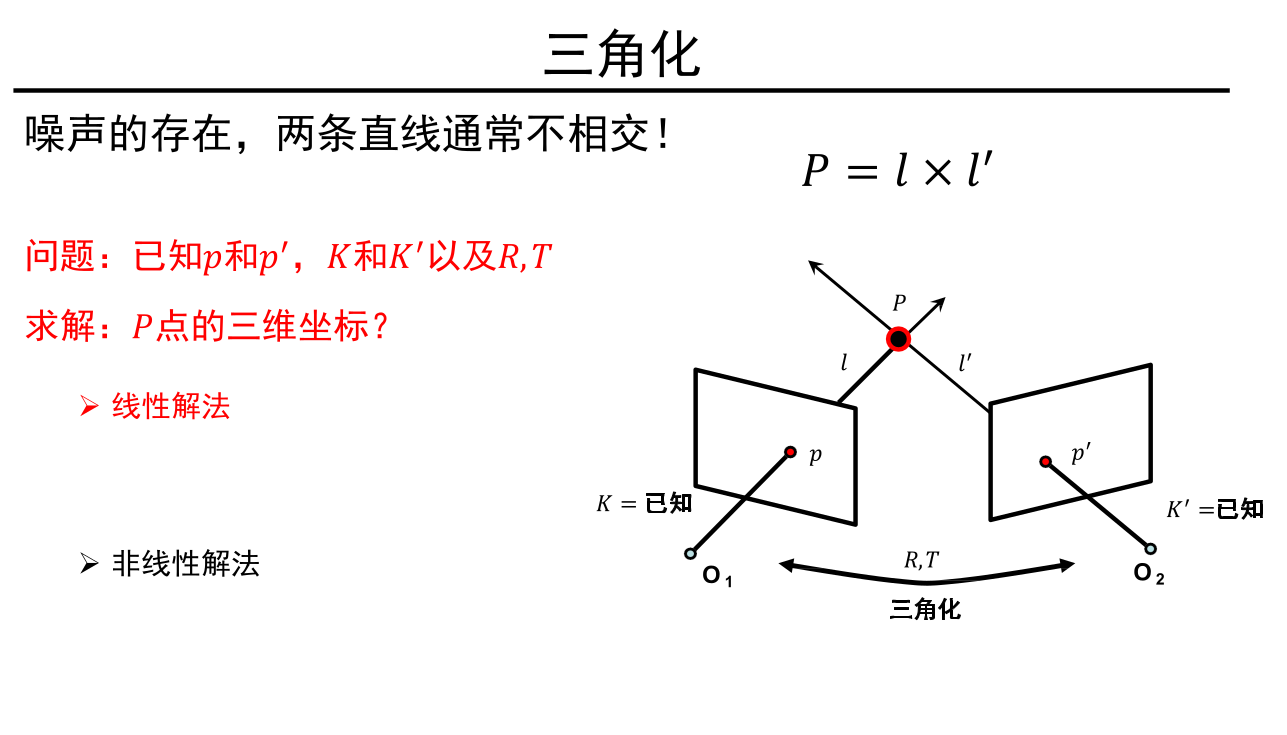 三角化
噪声的存在，两条直线通常不相交！
P = l × l′
问题：已知p和p′，K和K′以及R,T
求解：P点的三维坐标？
➢ 线性解法
➢ 非线性解法
P
l
l′
p
p′
K = 已知
K′ =已知
O 1
R,T
O 2
三角化